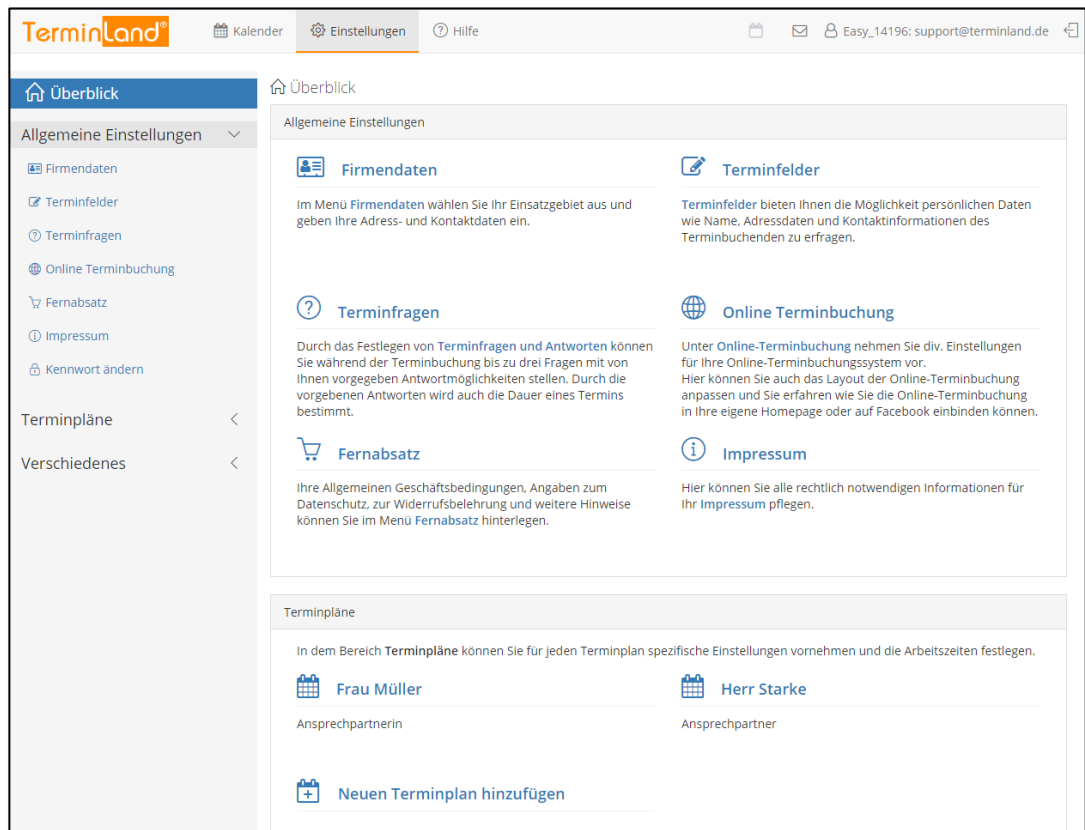 TerminLand®
Kalender
Einstellungen
Hilfe
Easy_14196: support@terminland.de
Überblick
Allgemeine Einstellungen
Firmendaten
Terminfelder
Terminfragen
Online Terminbuchung
Fernabsatz
Impressum
Kennwort ändern
Terminpläne
Verschiedenes
Überblick
Allgemeine Einstellungen
Firmendaten
Im Menü Firmendaten wählen Sie Ihr Einsatzgebiet aus und
geben Ihre Adress- und Kontaktdaten ein.
Terminfelder
Terminfelder bieten Ihnen die Möglichkeit persönlichen Daten
wie Name, Adressdaten und Kontaktinformationen des
Terminbuchenden zu erfragen.
Terminfragen
Durch das Festlegen von Terminfragen und Antworten können
Sie während der Terminbuchung bis zu drei Fragen mit von
Ihnen vorgegeben Antwortmöglichkeiten stellen. Durch die
vorgebenen Antworten wird auch die Dauer eines Termins
bestimmt.
Online Terminbuchung
Unter Online-Terminbuchung nehmen Sie div. Einstellungen
für Ihre Online-Terminbuchungssystem vor.
Hier können Sie auch das Layout der Online-Terminbuchung
anpassen und Sie erfahren wie Sie die Online-Terminbuchung
in Ihre eigene Homepage oder auf Facebook einbinden können.
Fernabsatz
Ihre Allgemeinen Geschäftsbedingungen, Angaben zum
Datenschutz, zur Widerrufsbelehrung und weitere Hinweise
können Sie im Menü Fernabsatz hinterlegen.
Impressum
Hier können Sie alle rechtlich notwendigen Informationen für
Ihr Impressum pflegen.
Terminpläne
In dem Bereich Terminpläne können Sie für jeden Terminplan spezifische Einstellungen vornehmen und die Arbeitszeiten festlegen.
Frau Müller
Ansprechpartnerin
Herr Starke
Ansprechpartner
Neuen Terminplan hinzufügen